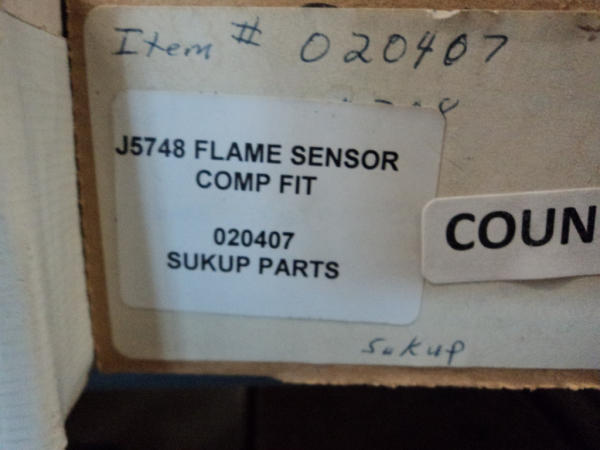 Item # 020407
J5748 FLAME SENSOR
COMP FIT
020407
SUKUP PARTS
COUN
Sukup